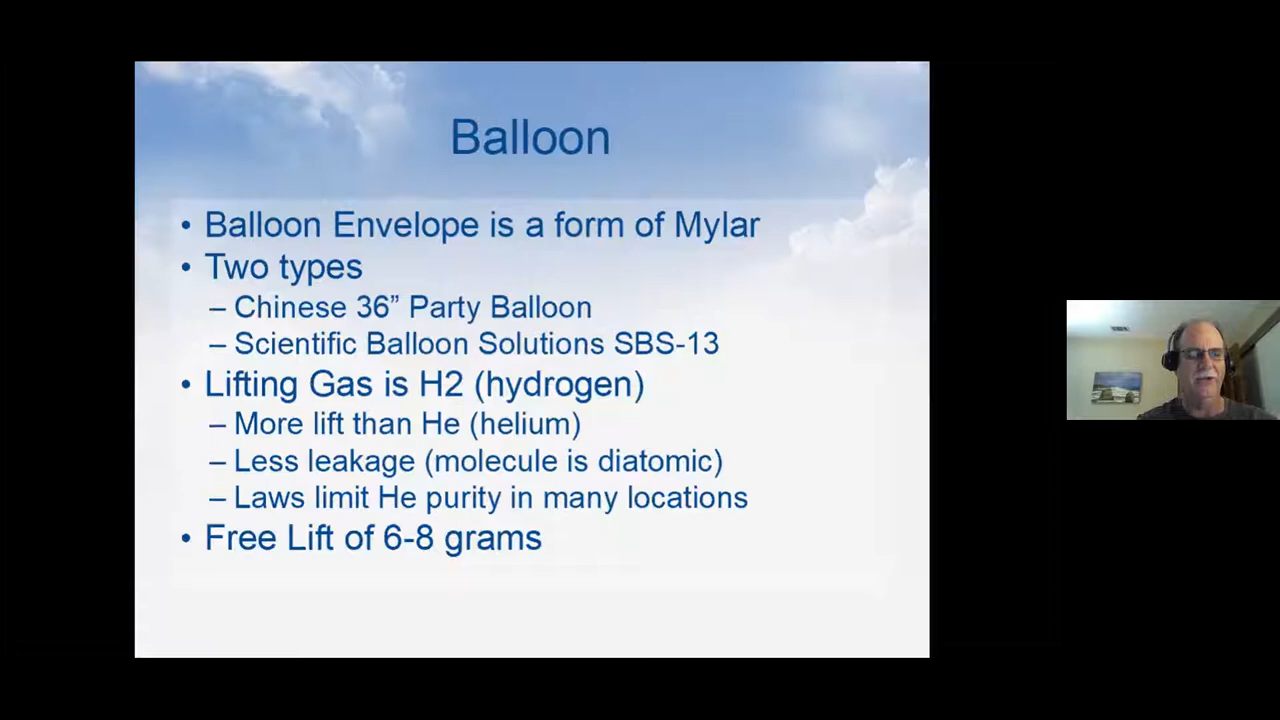 Balloon
• Balloon Envelope is a form of Mylar
• Two types
– Chinese 36” Party Balloon
– Scientific Balloon Solutions SBS-13
• Lifting Gas is H2 (hydrogen)
– More lift than He (helium)
– Less leakage (molecule is diatomic)
– Laws limit He purity in many locations
• Free Lift of 6-8 grams